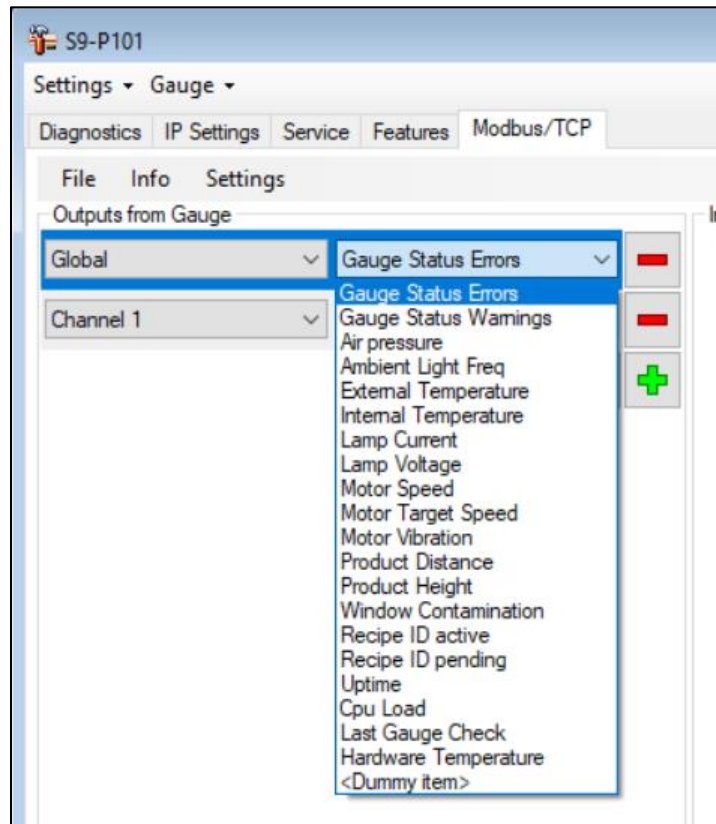 S9-P101
Settings Gauge
Diagnostics IP Settings Service Features Modbus/TCP
File Info Settings
Outputs from Gauge
Global Gauge Status Errors
Channel 1
Gauge Status Errors
Gauge Status Warnings
Air pressure
Ambient Light Freq
External Temperature
Internal Temperature
Lamp Current
Lamp Voltage
Motor Speed
Motor Target Speed
Motor Vibration
Product Distance
Product Height
Window Contamination
Recipe ID active
Recipe ID pending
Uptime
Cpu Load
Last Gauge Check
Hardware Temperature
<Dummy item>